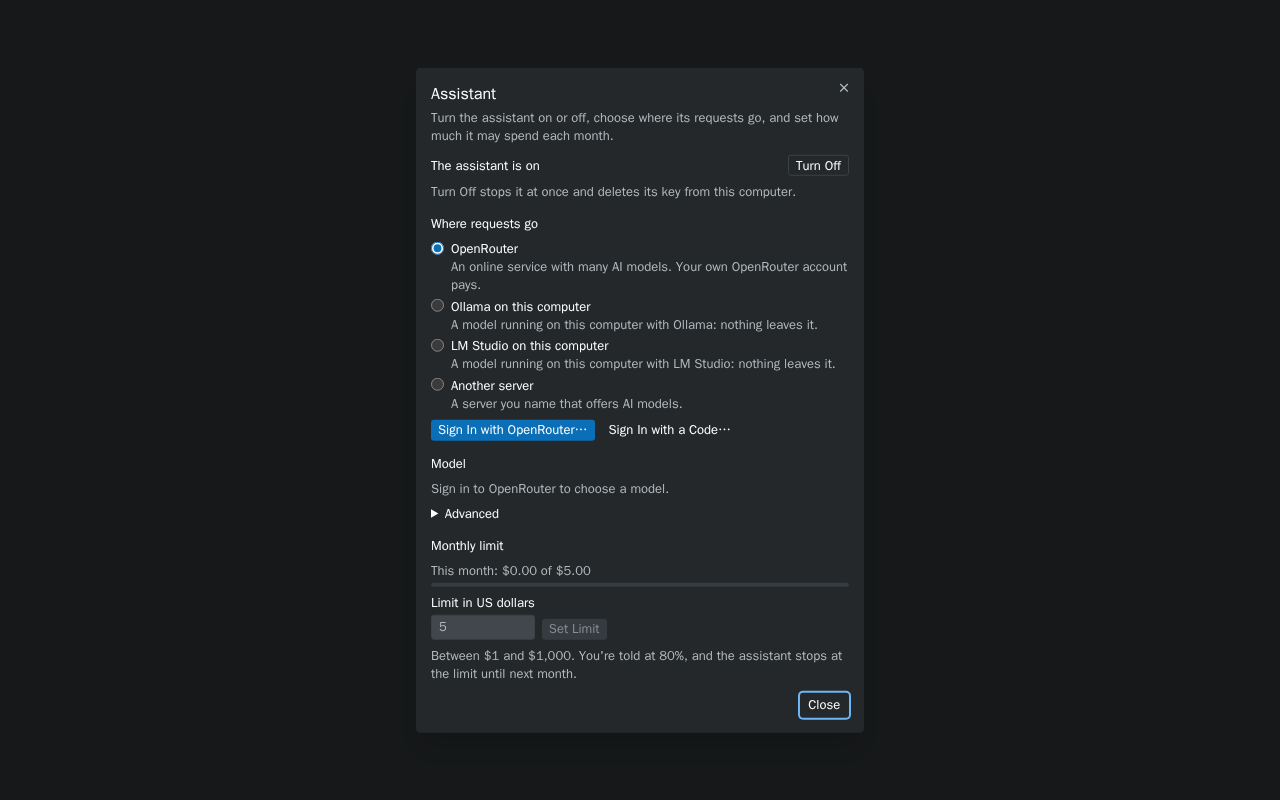 Assistant
Turn the assistant on or off, choose where its requests go, and set how
much it may spend each month.
The assistant is on
Turn Off
Turn Off stops it at once and deletes its key from this computer.
Where requests go
OpenRouter
An online service with many AI models. Your own OpenRouter account
pays.
Ollama on this computer
A model running on this computer with Ollama: nothing leaves it.
LM Studio on this computer
A model running on this computer with LM Studio: nothing leaves it.
Another server
A server you name that offers AI models.
Sign In with OpenRouter…
Sign In with a Code…
Model
Sign in to OpenRouter to choose a model.
Advanced
Monthly limit
This month: $0.00 of $5.00
Limit in US dollars
5
Set Limit
Between $1 and $1,000. You're told at 80%, and the assistant stops at
the limit until next month.
Close